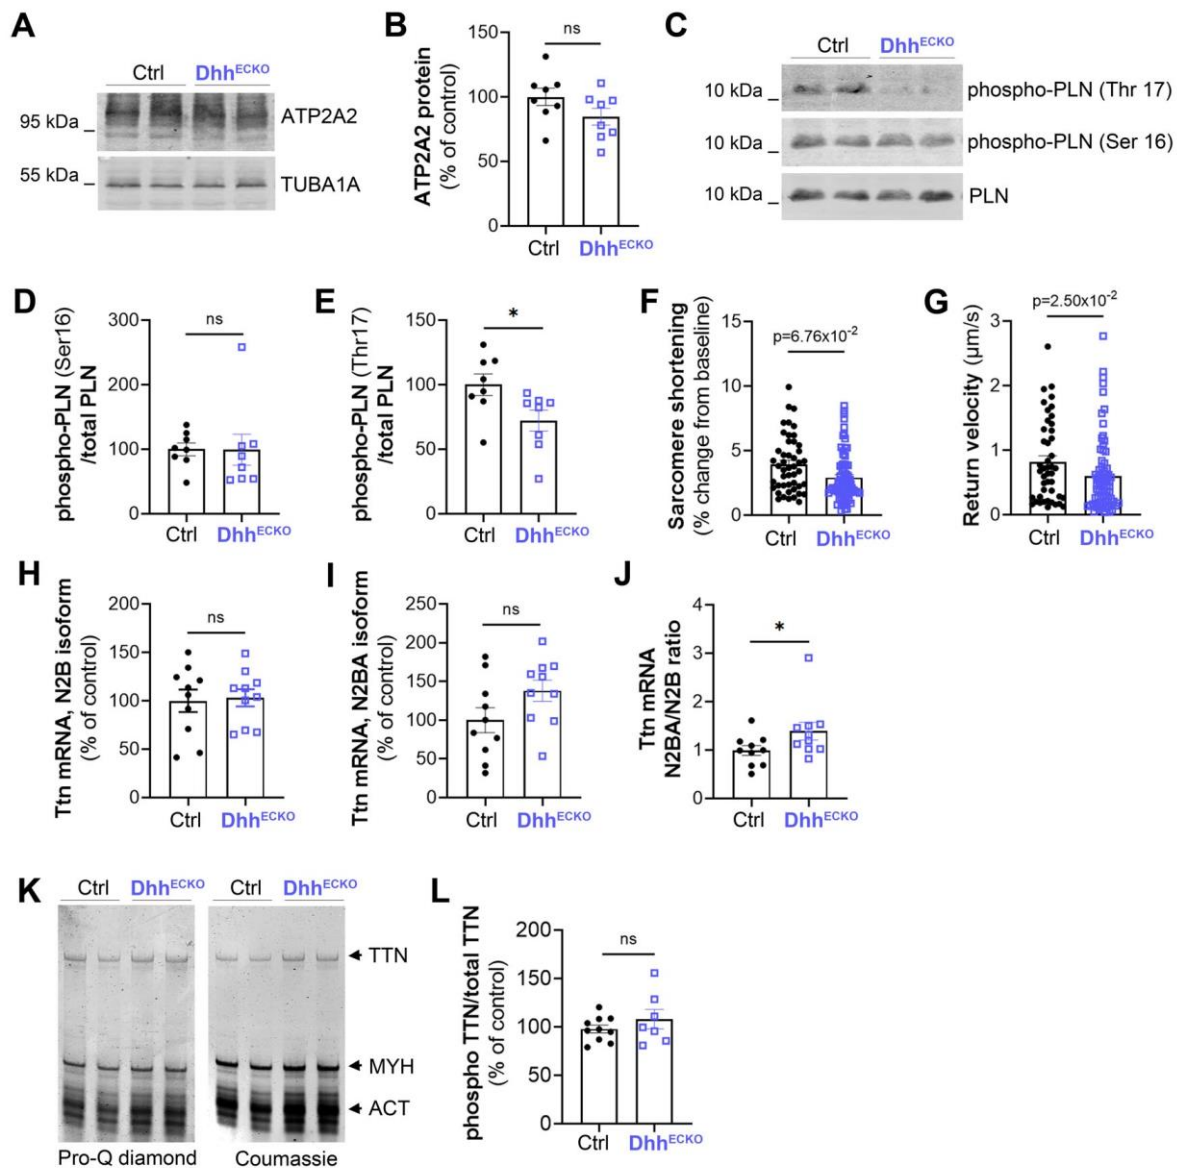 A
Ctrl DhhECKO
95 kDa
ATP2A2
55 kDa
TUBA1A
B
ATP2A2 protein
(% of control)
150
100
50
0
ns
Ctrl DhhECKO
C
Ctrl DhhECKO
10 kDa
phospho-PLN (Thr 17)
10 kDa
phospho-PLN (Ser 16)
10 kDa
PLN
D
phospho-PLN (Ser16)
/total PLN
300
200
100
0
ns
Ctrl DhhECKO
E
phospho-PLN (Thr17)
/total PLN
150
100
50
0
*
Ctrl DhhECKO
F
Sarcomere shortening
(% change from baseline)
15
10
5
0
p=6.76x10-2
Ctrl DhhECKO
G
Return velocity (µm/s)
3
2
1
0
p=2.50x10-2
Ctrl DhhECKO
H
Ttn mRNA, N2B isoform
(% of control)
200
150
100
50
0
ns
Ctrl DhhECKO
I
Ttn mRNA, N2BA isoform
(% of control)
250
200
150
100
50
0
ns
Ctrl DhhECKO
J
Ttn mRNA
N2BA/N2B ratio
4
3
2
1
0
*
Ctrl DhhECKO
K
Ctrl DhhECKO
Ctrl DhhECKO
TTN
MYH
ACT
Pro-Q diamond
Coumassie
L
phospho TTN/total TTN
(% of control)
200
150
100
50
0
ns
Ctrl DhhECKO